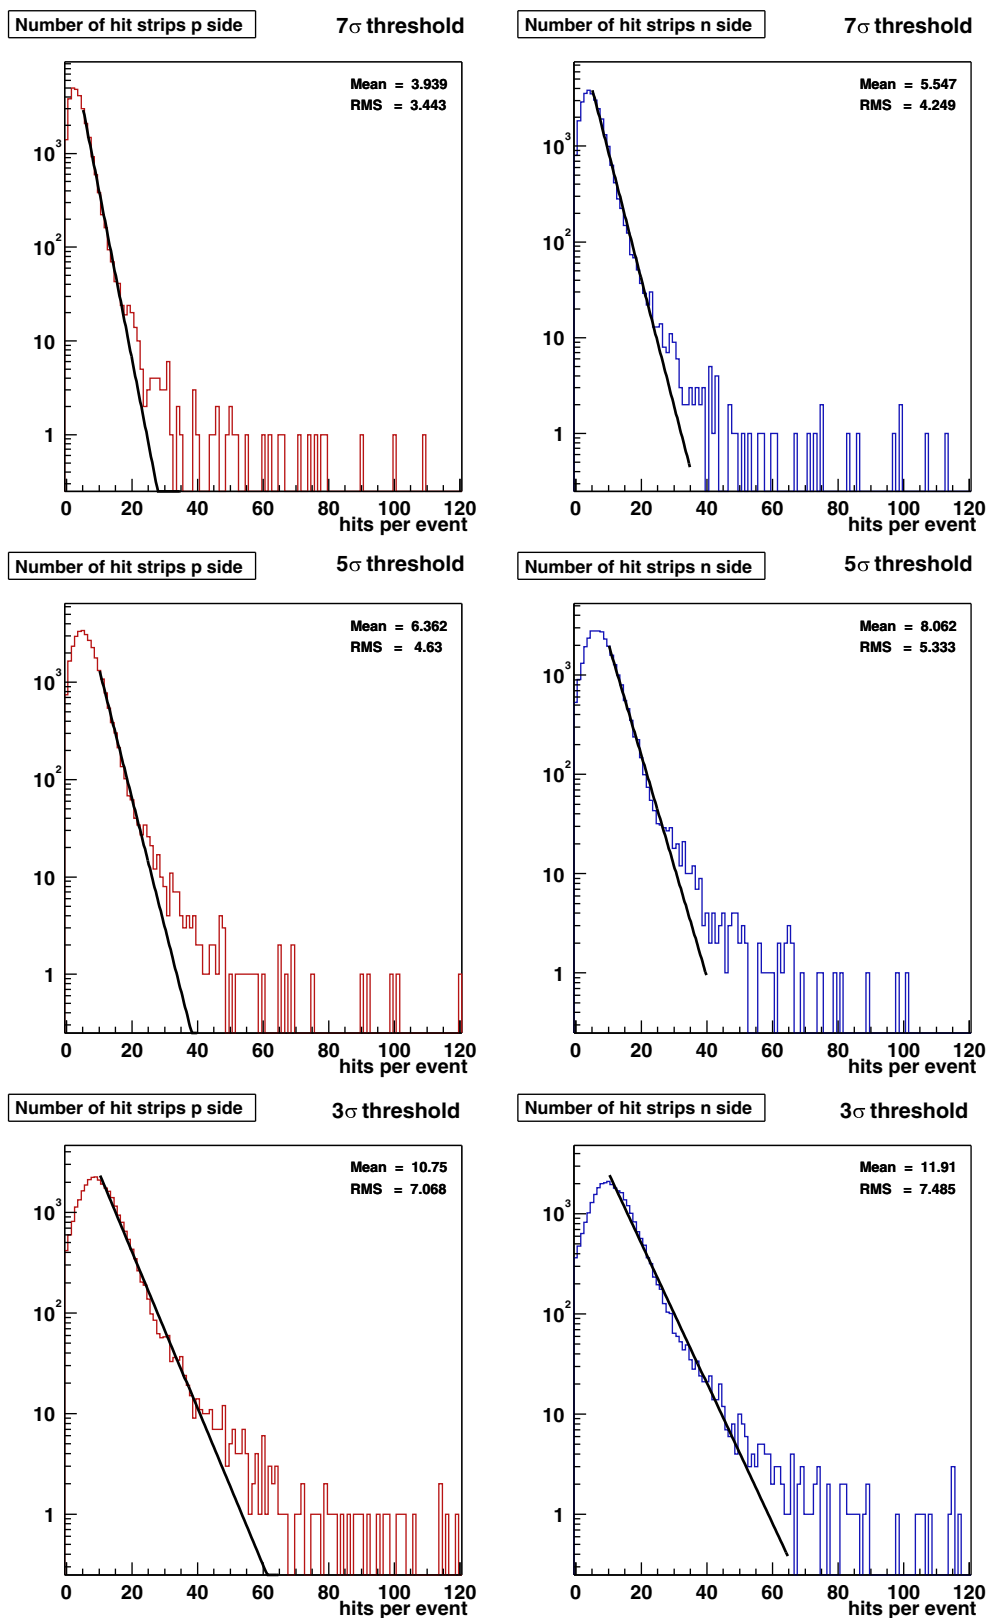 Number of hit strips p side
7σ threshold
Mean = 3.939
RMS = 3.443
10³
10²
10
1
0 20 40 60 80 100 120
hits per event
Number of hit strips n side
7σ threshold
Mean = 5.547
RMS = 4.249
10³
10²
10
1
0 20 40 60 80 100 120
hits per event
Number of hit strips p side
5σ threshold
Mean = 6.362
RMS = 4.63
10³
10²
10
1
0 20 40 60 80 100 120
hits per event
Number of hit strips n side
5σ threshold
Mean = 8.062
RMS = 5.333
10³
10²
10
1
0 20 40 60 80 100 120
hits per event
Number of hit strips p side
3σ threshold
Mean = 10.75
RMS = 7.068
10³
10²
10
1
0 20 40 60 80 100 120
hits per event
Number of hit strips n side
3σ threshold
Mean = 11.91
RMS = 7.485
10³
10²
10
1
0 20 40 60 80 100 120
hits per event